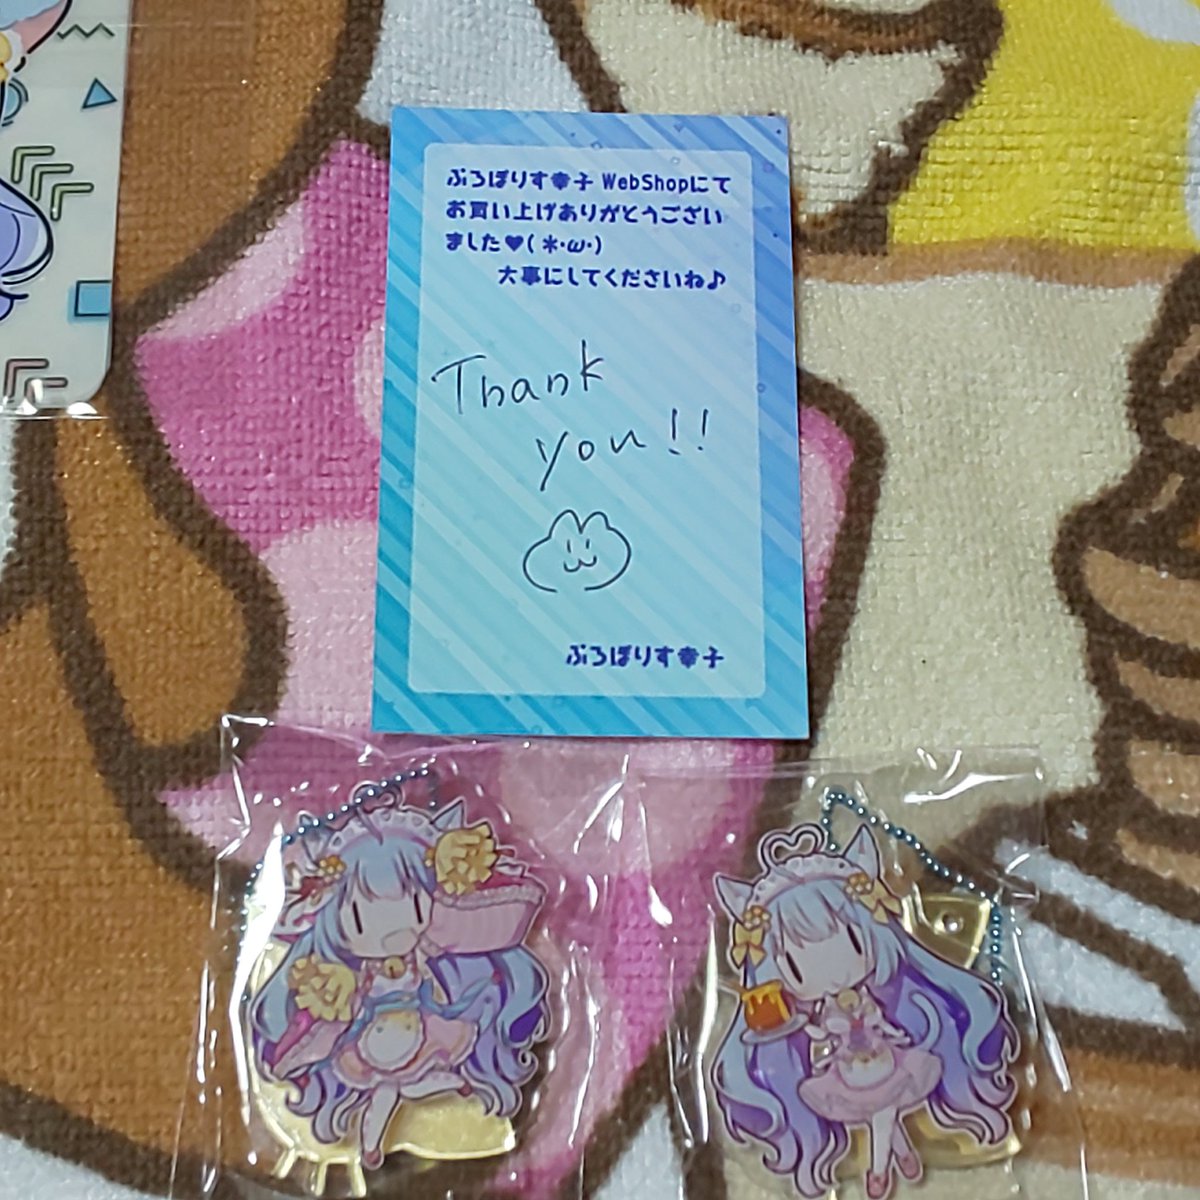 ぷろぽりす幸子 WebShopにて
お買い上げありがとうござい
ました♥(＊･ω･)
大事にしてくださいね♪
Thank
you!!
ぷろぽりす幸子